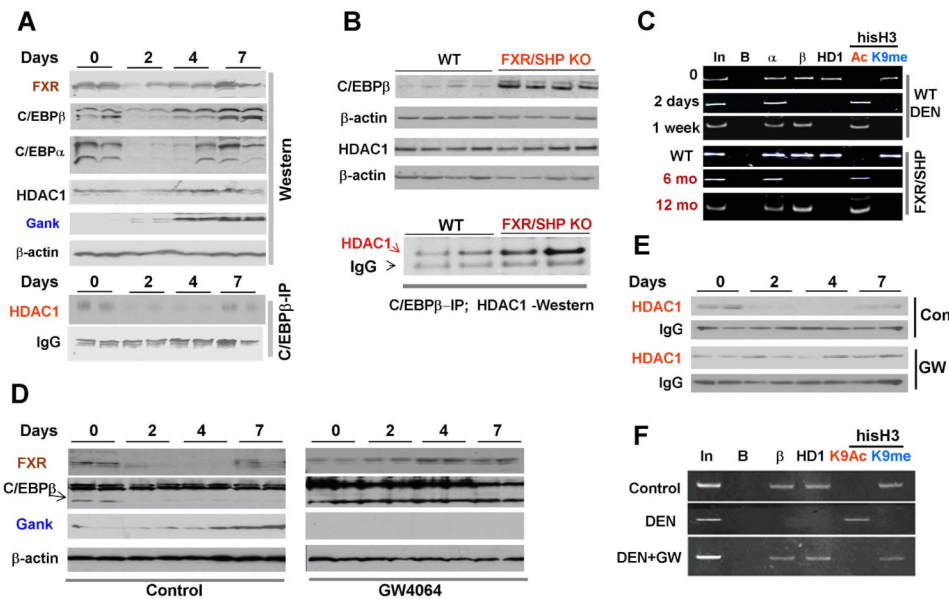 A
Days 0 2 4 7
FXR
C/EBPβ
C/EBPα
HDAC1
Gank
β-actin
Western
Days 0 2 4 7
HDAC1
IgG
C/EBPβ-IP
B
WT FXR/SHP KO
C/EBPβ
β-actin
HDAC1
β-actin
WT FXR/SHP KO
HDAC1
IgG
C/EBPβ–IP; HDAC1 -Western
C
hisH3
In B α β HD1 Ac K9me
0
2 days
1 week
WT DEN
WT
6 mo
12 mo
FXR/SHP
D
Days 0 2 4 7 0 2 4 7
FXR
C/EBPβ
Gank
β-actin
Control GW4064
E
Days 0 2 4 7
HDAC1
IgG
Con
HDAC1
IgG
GW
F
hisH3
In B β HD1 K9Ac K9me
Control
DEN
DEN+GW